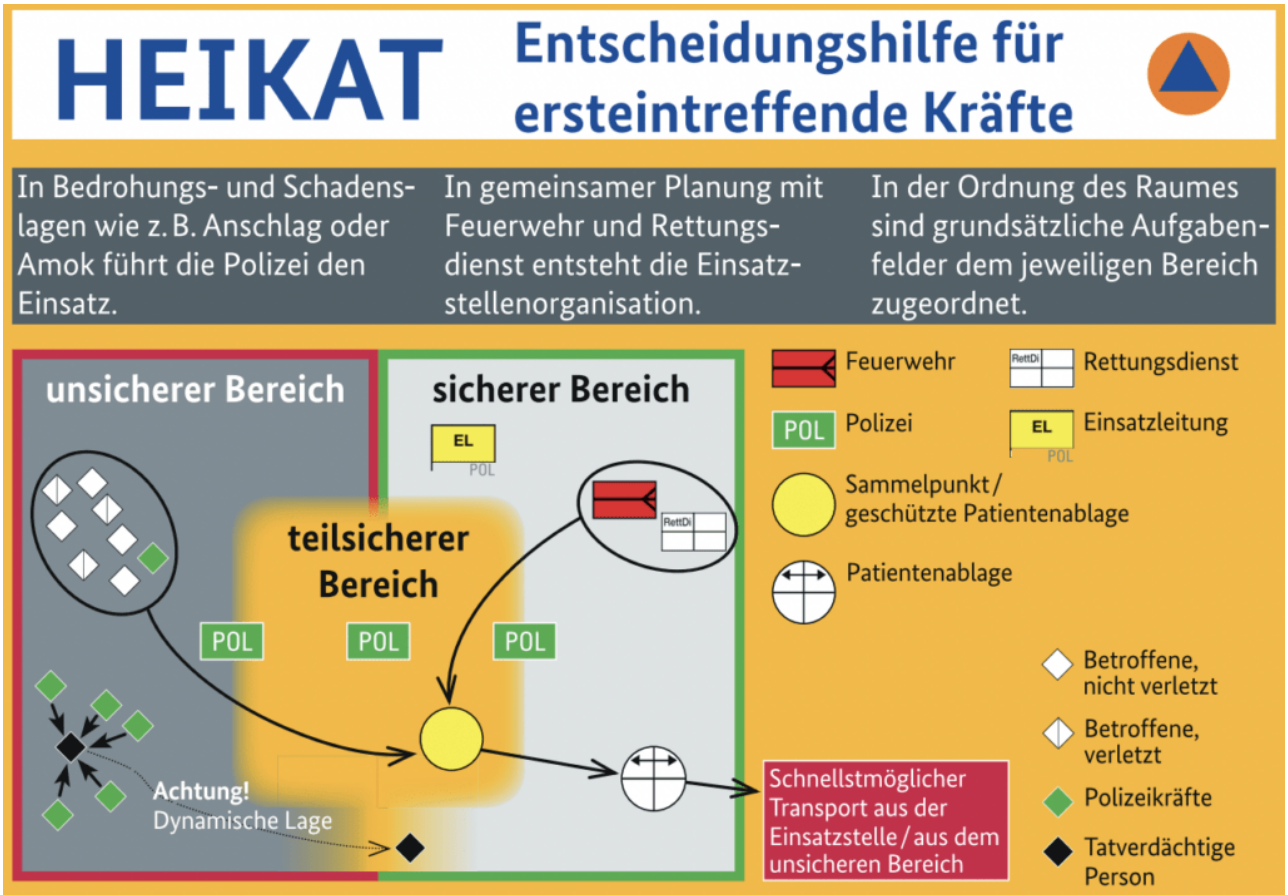 HEIKAT
Entscheidungshilfe für
ersteintreffende Kräfte
In Bedrohungs- und Schadens-
lagen wie z. B. Anschlag oder
Amok führt die Polizei den
Einsatz.
In gemeinsamer Planung mit
Feuerwehr und Rettungs-
dienst entsteht die Einsatz-
stellenorganisation.
In der Ordnung des Raumes
sind grundsätzliche Aufgaben-
felder dem jeweiligen Bereich
zugeordnet.
unsicherer Bereich
sicherer Bereich
EL
POL
RettDi
teilsicherer
Bereich
POL
POL
POL
Achtung!
Dynamische Lage
Schnellstmöglicher
Transport aus der
Einsatzstelle / aus dem
unsicheren Bereich
Feuerwehr
RettDi
Rettungsdienst
POL
Polizei
EL
POL
Einsatzleitung
Sammelpunkt /
geschützte Patientenablage
Patientenablage
Betroffene,
nicht verletzt
Betroffene,
verletzt
Polizeikräfte
Tatverdächtige
Person